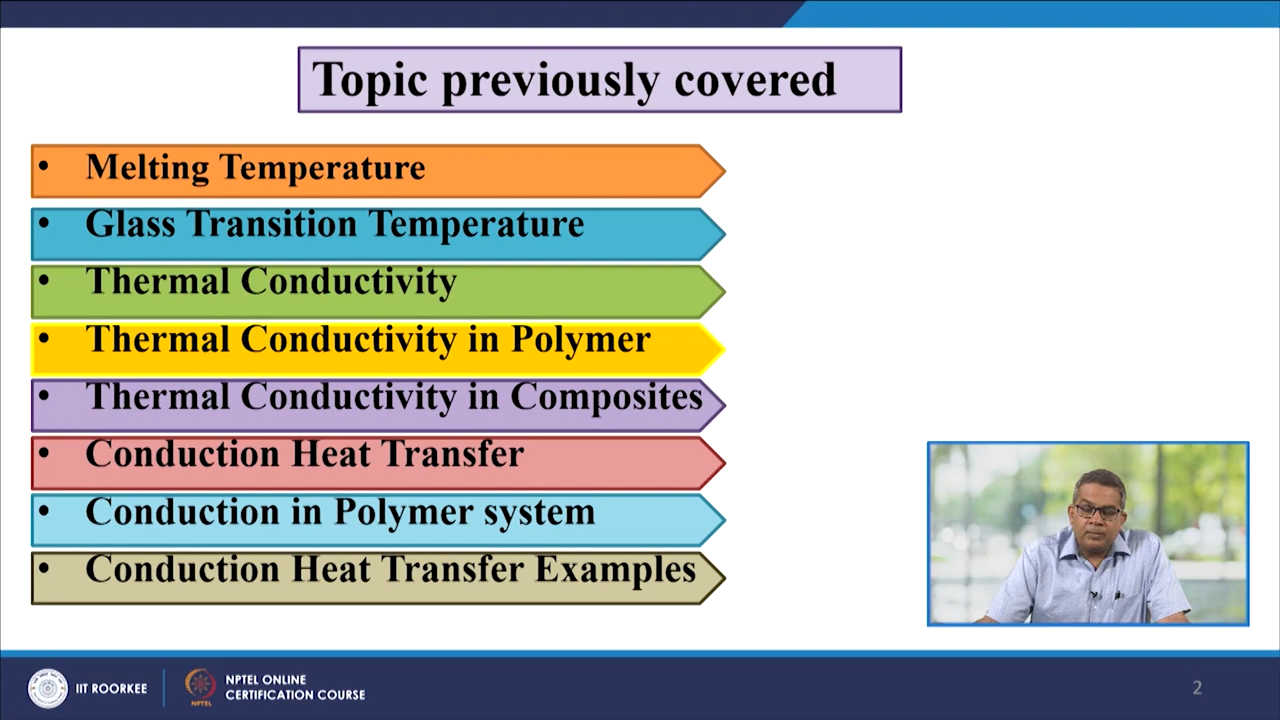 Topic previously covered
• Melting Temperature
• Glass Transition Temperature
• Thermal Conductivity
• Thermal Conductivity in Polymer
• Thermal Conductivity in Composites
• Conduction Heat Transfer
• Conduction in Polymer system
• Conduction Heat Transfer Examples
IIT ROORKEE
NPTEL
NPTEL ONLINE
CERTIFICATION COURSE
2